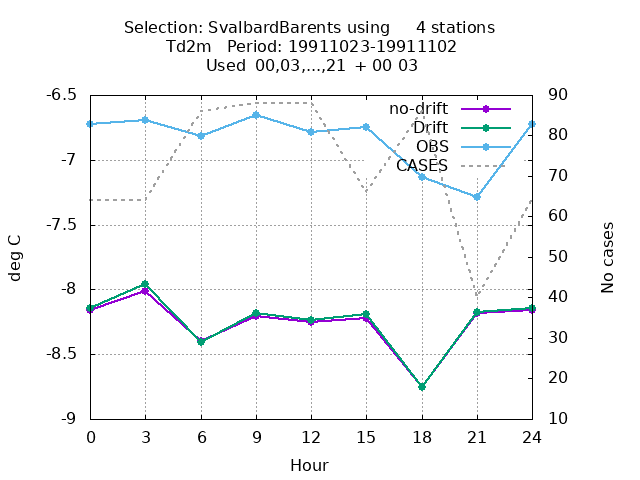 Selection: SvalbardBarents using     4 stations
Td2m   Period: 19911023-19911102
Used  00,03,...,21  + 00 03
-6.5
-7
-7.5
-8
-8.5
-9
90
80
70
60
50
40
30
20
10
no-drift
Drift
OBS
CASES
deg C
No cases
0 3 6 9 12 15 18 21 24
Hour